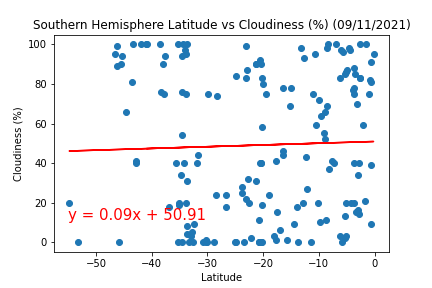 Southern Hemisphere Latitude vs Cloudiness (%) (09/11/2021)
100
80
60
40
20
0
Cloudiness (%)
y = 0.09x + 50.91
−50 −40 −30 −20 −10 0
Latitude